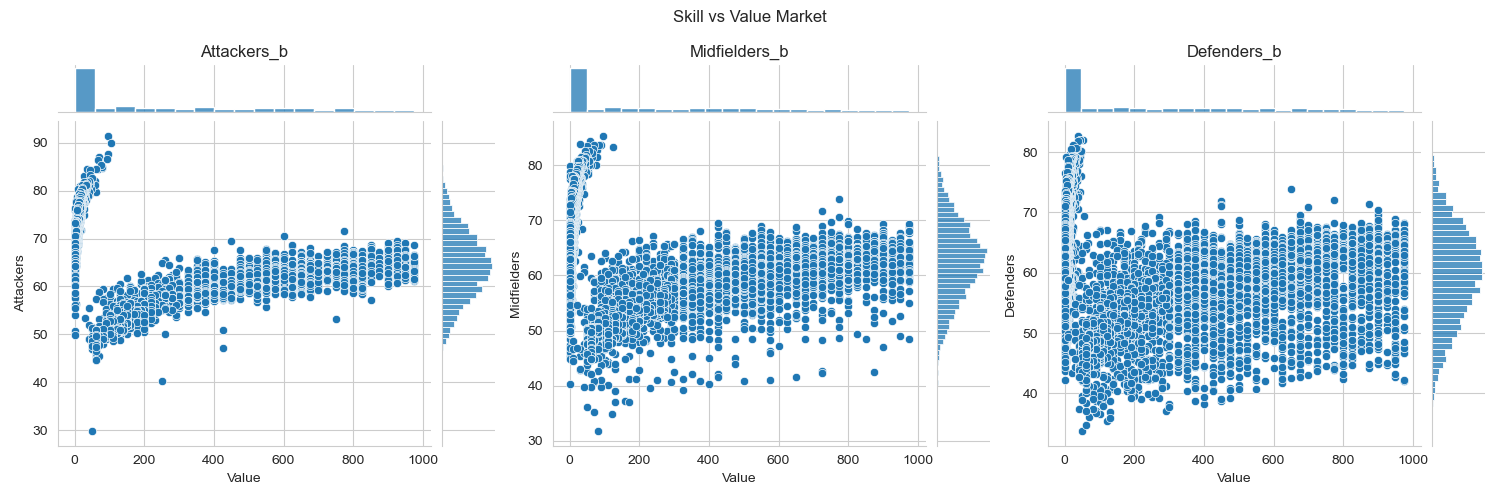 Skill vs Value Market
Attackers_b
Midfielders_b
Defenders_b
Attackers
90
80
70
60
50
40
30
0 200 400 600 800 1000
Value
Midfielders
80
70
60
50
40
30
0 200 400 600 800 1000
Value
Defenders
80
70
60
50
40
0 200 400 600 800 1000
Value